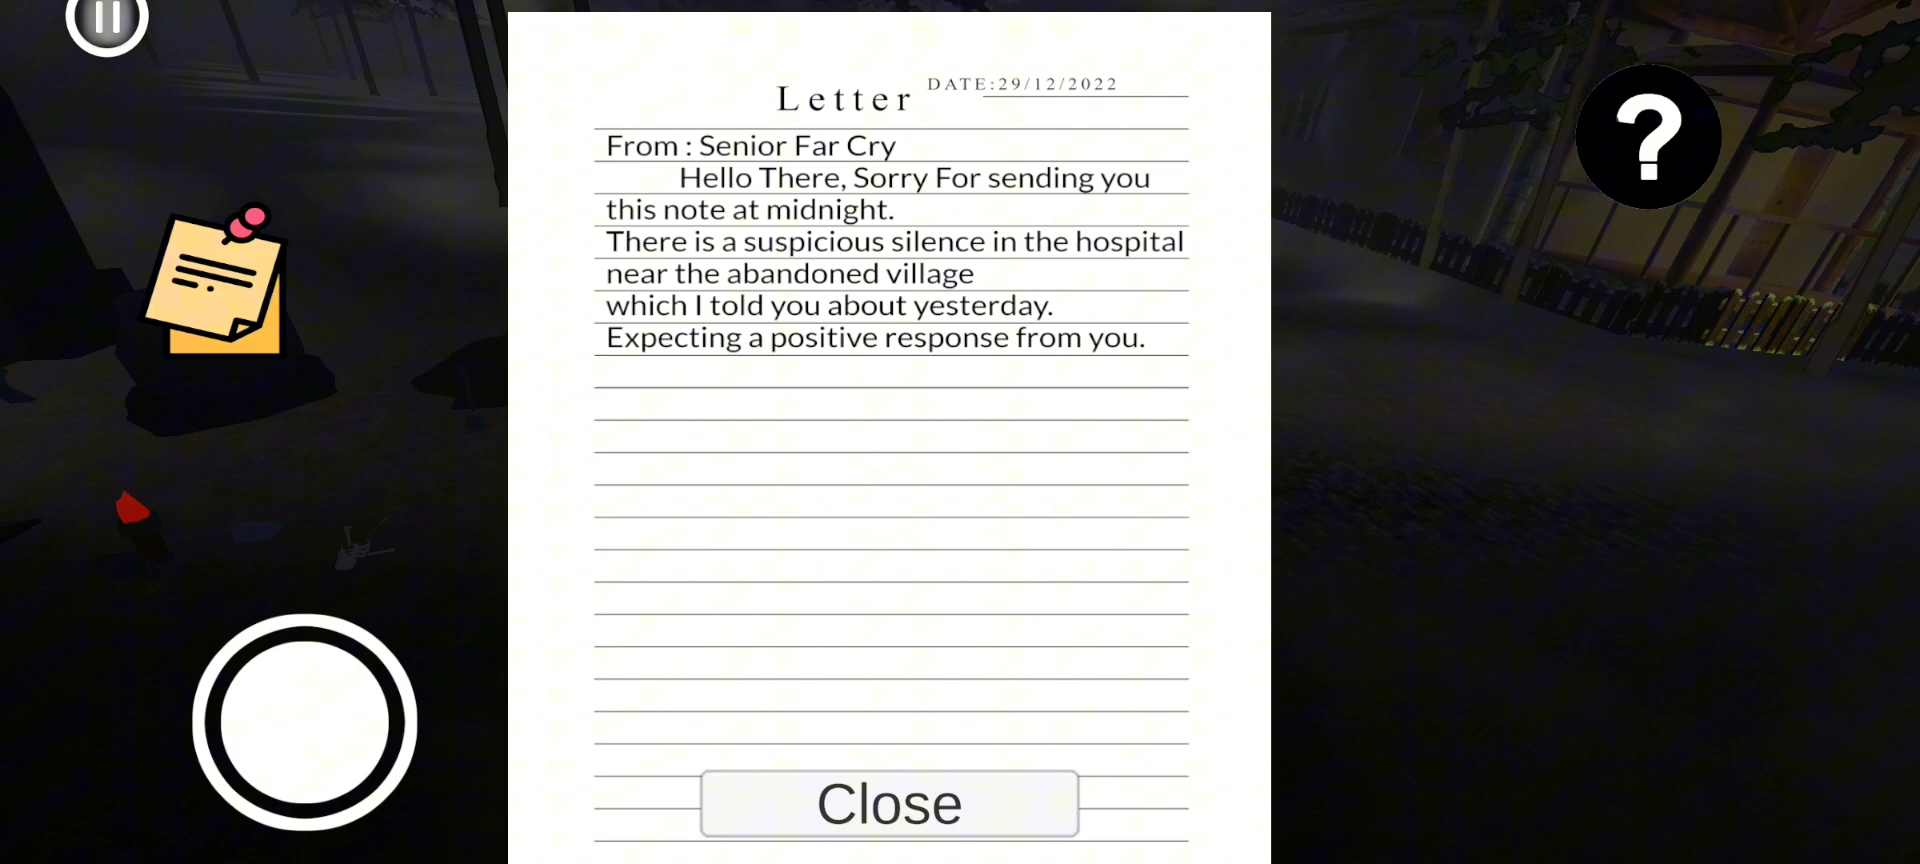 Letter DATE:29/12/2022
From : Senior Far Cry
Hello There, Sorry For sending you
this note at midnight.
There is a suspicious silence in the hospital
near the abandoned village
which I told you about yesterday.
Expecting a positive response from you.
?
Close